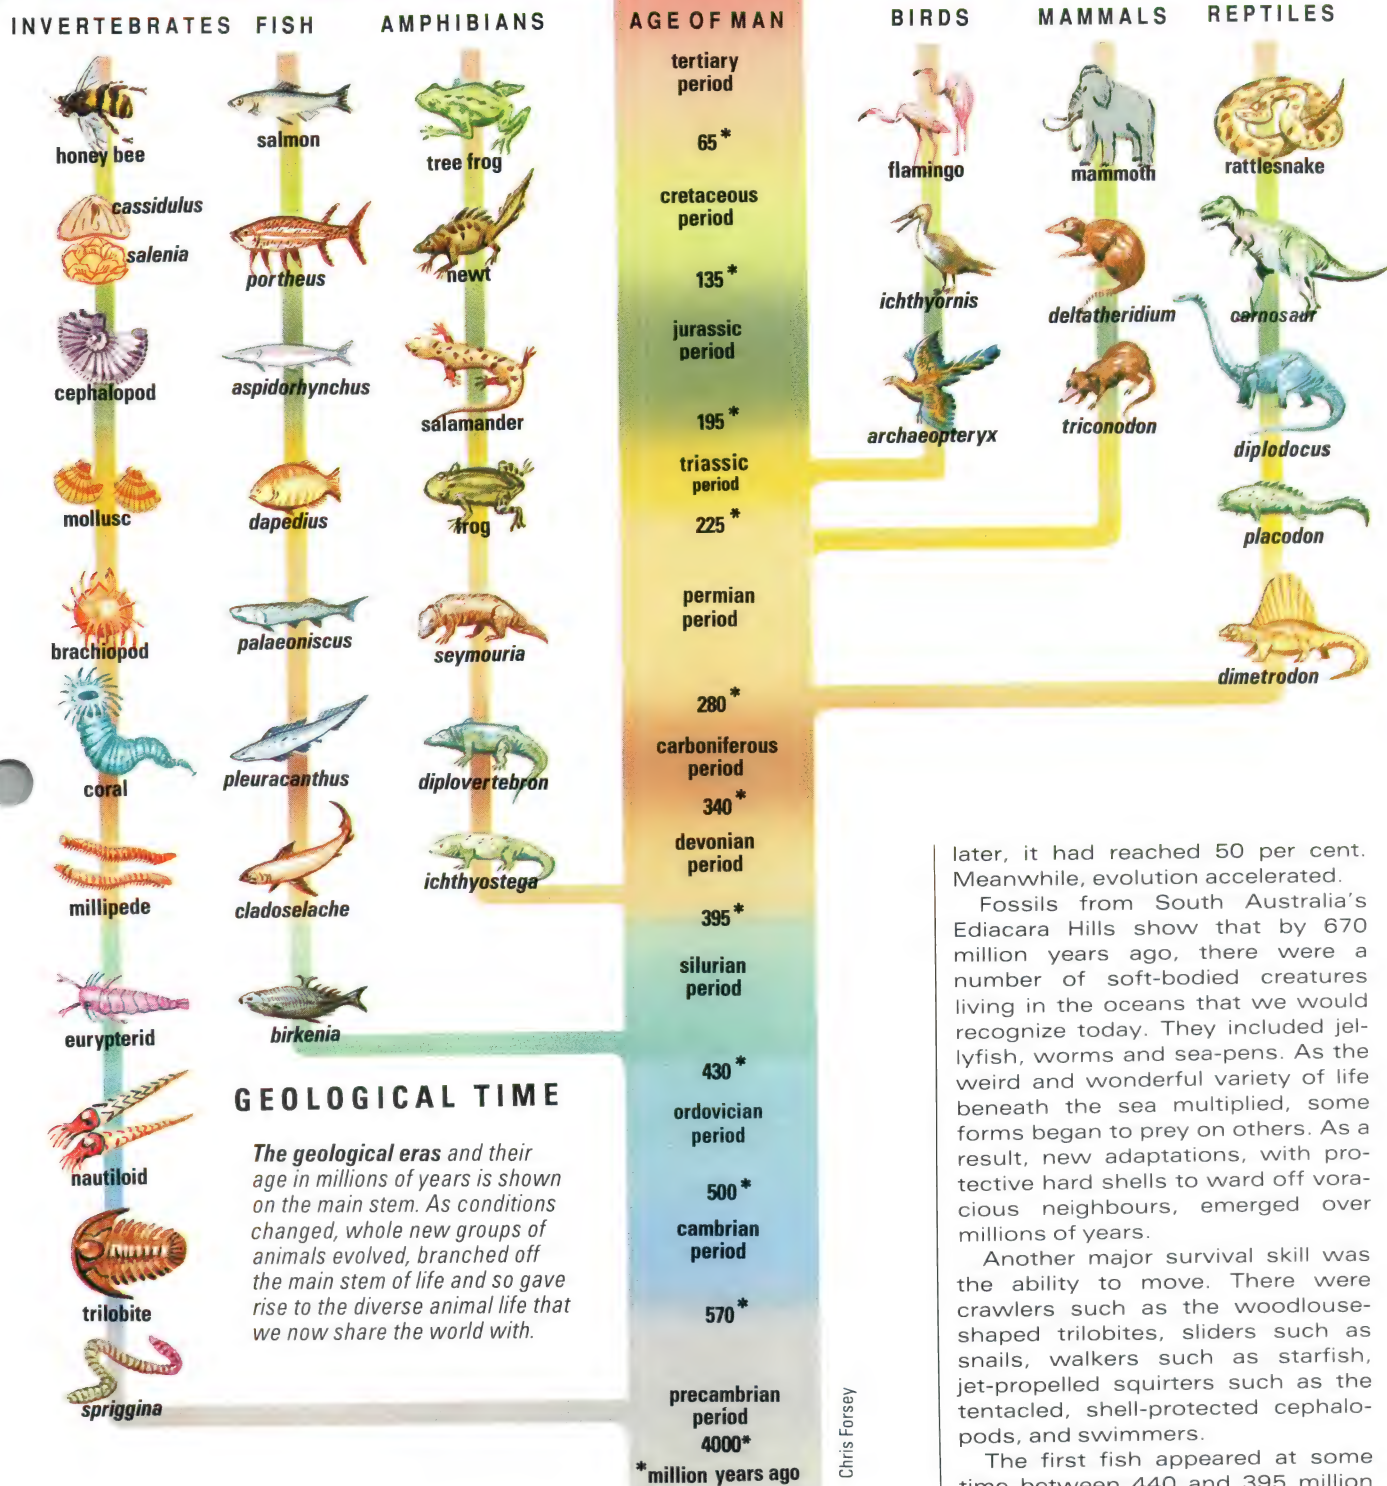 INVERTEBRATES
FISH
AMPHIBIANS
AGE OF MAN
BIRDS
MAMMALS
REPTILES
honey bee
cassidulus
salenia
cephalopod
mollusc
brachiopod
coral
millipede
eurypterid
nautiloid
trilobite
spriggina
salmon
portheus
aspidorhynchus
dapedius
palaeoniscus
pleuracanthus
cladoselache
birkenia
tree frog
newt
salamander
frog
seymouria
diplovertebron
ichthyostega
tertiary
period
65*
cretaceous
period
135*
jurassic
period
195*
triassic
period
225*
permian
period
280*
carboniferous
period
340*
devonian
period
395*
silurian
period
430*
ordovician
period
500*
cambrian
period
570*
precambrian
period
4000*
*million years ago
flamingo
ichthyornis
archaeopteryx
mammoth
deltatheridium
triconodon
rattlesnake
carnosaur
diplodocus
placodon
dimetrodon
GEOLOGICAL TIME
The geological eras and their
age in millions of years is shown
on the main stem. As conditions
changed, whole new groups of
animals evolved, branched off
the main stem of life and so gave
rise to the diverse animal life that
we now share the world with.
Chris Forsey
later, it had reached 50 per cent.
Meanwhile, evolution accelerated.
Fossils from South Australia's
Ediacara Hills show that by 670
million years ago, there were a
number of soft-bodied creatures
living in the oceans that we would
recognize today. They included jel-
lyfish, worms and sea-pens. As the
weird and wonderful variety of life
beneath the sea multiplied, some
forms began to prey on others. As a
result, new adaptations, with pro-
tective hard shells to ward off vora-
cious neighbours, emerged over
millions of years.
Another major survival skill was
the ability to move. There were
crawlers such as the woodlouse-
shaped trilobites, sliders such as
snails, walkers such as starfish,
jet-propelled squirters such as the
tentacled, shell-protected cephalo-
pods, and swimmers.
The first fish appeared at some
time between 440 and 395 million